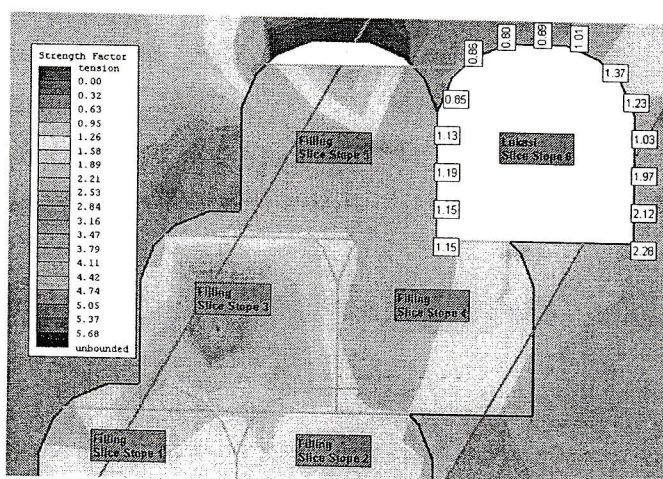 Strength Factor
tension
0.00
0.32
0.63
0.95
1.26
1.58
1.89
2.21
2.53
2.84
3.16
3.47
3.79
4.11
4.42
4.74
5.05
5.37
5.68
unbounded
0.86
0.80
0.89
1.01
1.37
0.85
1.23
1.13
1.03
1.19
1.97
1.15
2.12
1.15
2.28
Filling
Slice Stope 5
Lokasi
Slice Stope 6
Filling
Slice Stope 3
Filling
Slice Stope 4
Filling
Slice Stope 1
Filling
Slice Stope 2